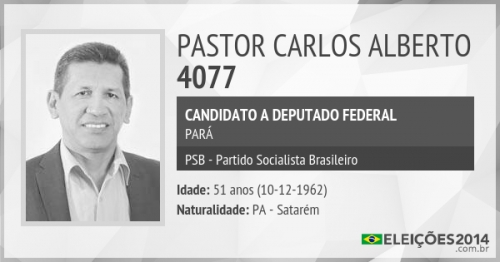 PASTOR CARLOS ALBERTO
4077
CANDIDATO A DEPUTADO FEDERAL
PARÁ
PSB - Partido Socialista Brasileiro
Idade: 51 anos (10-12-1962)
Naturalidade: PA - Satarém
ELEIÇÕES2014
.com.br